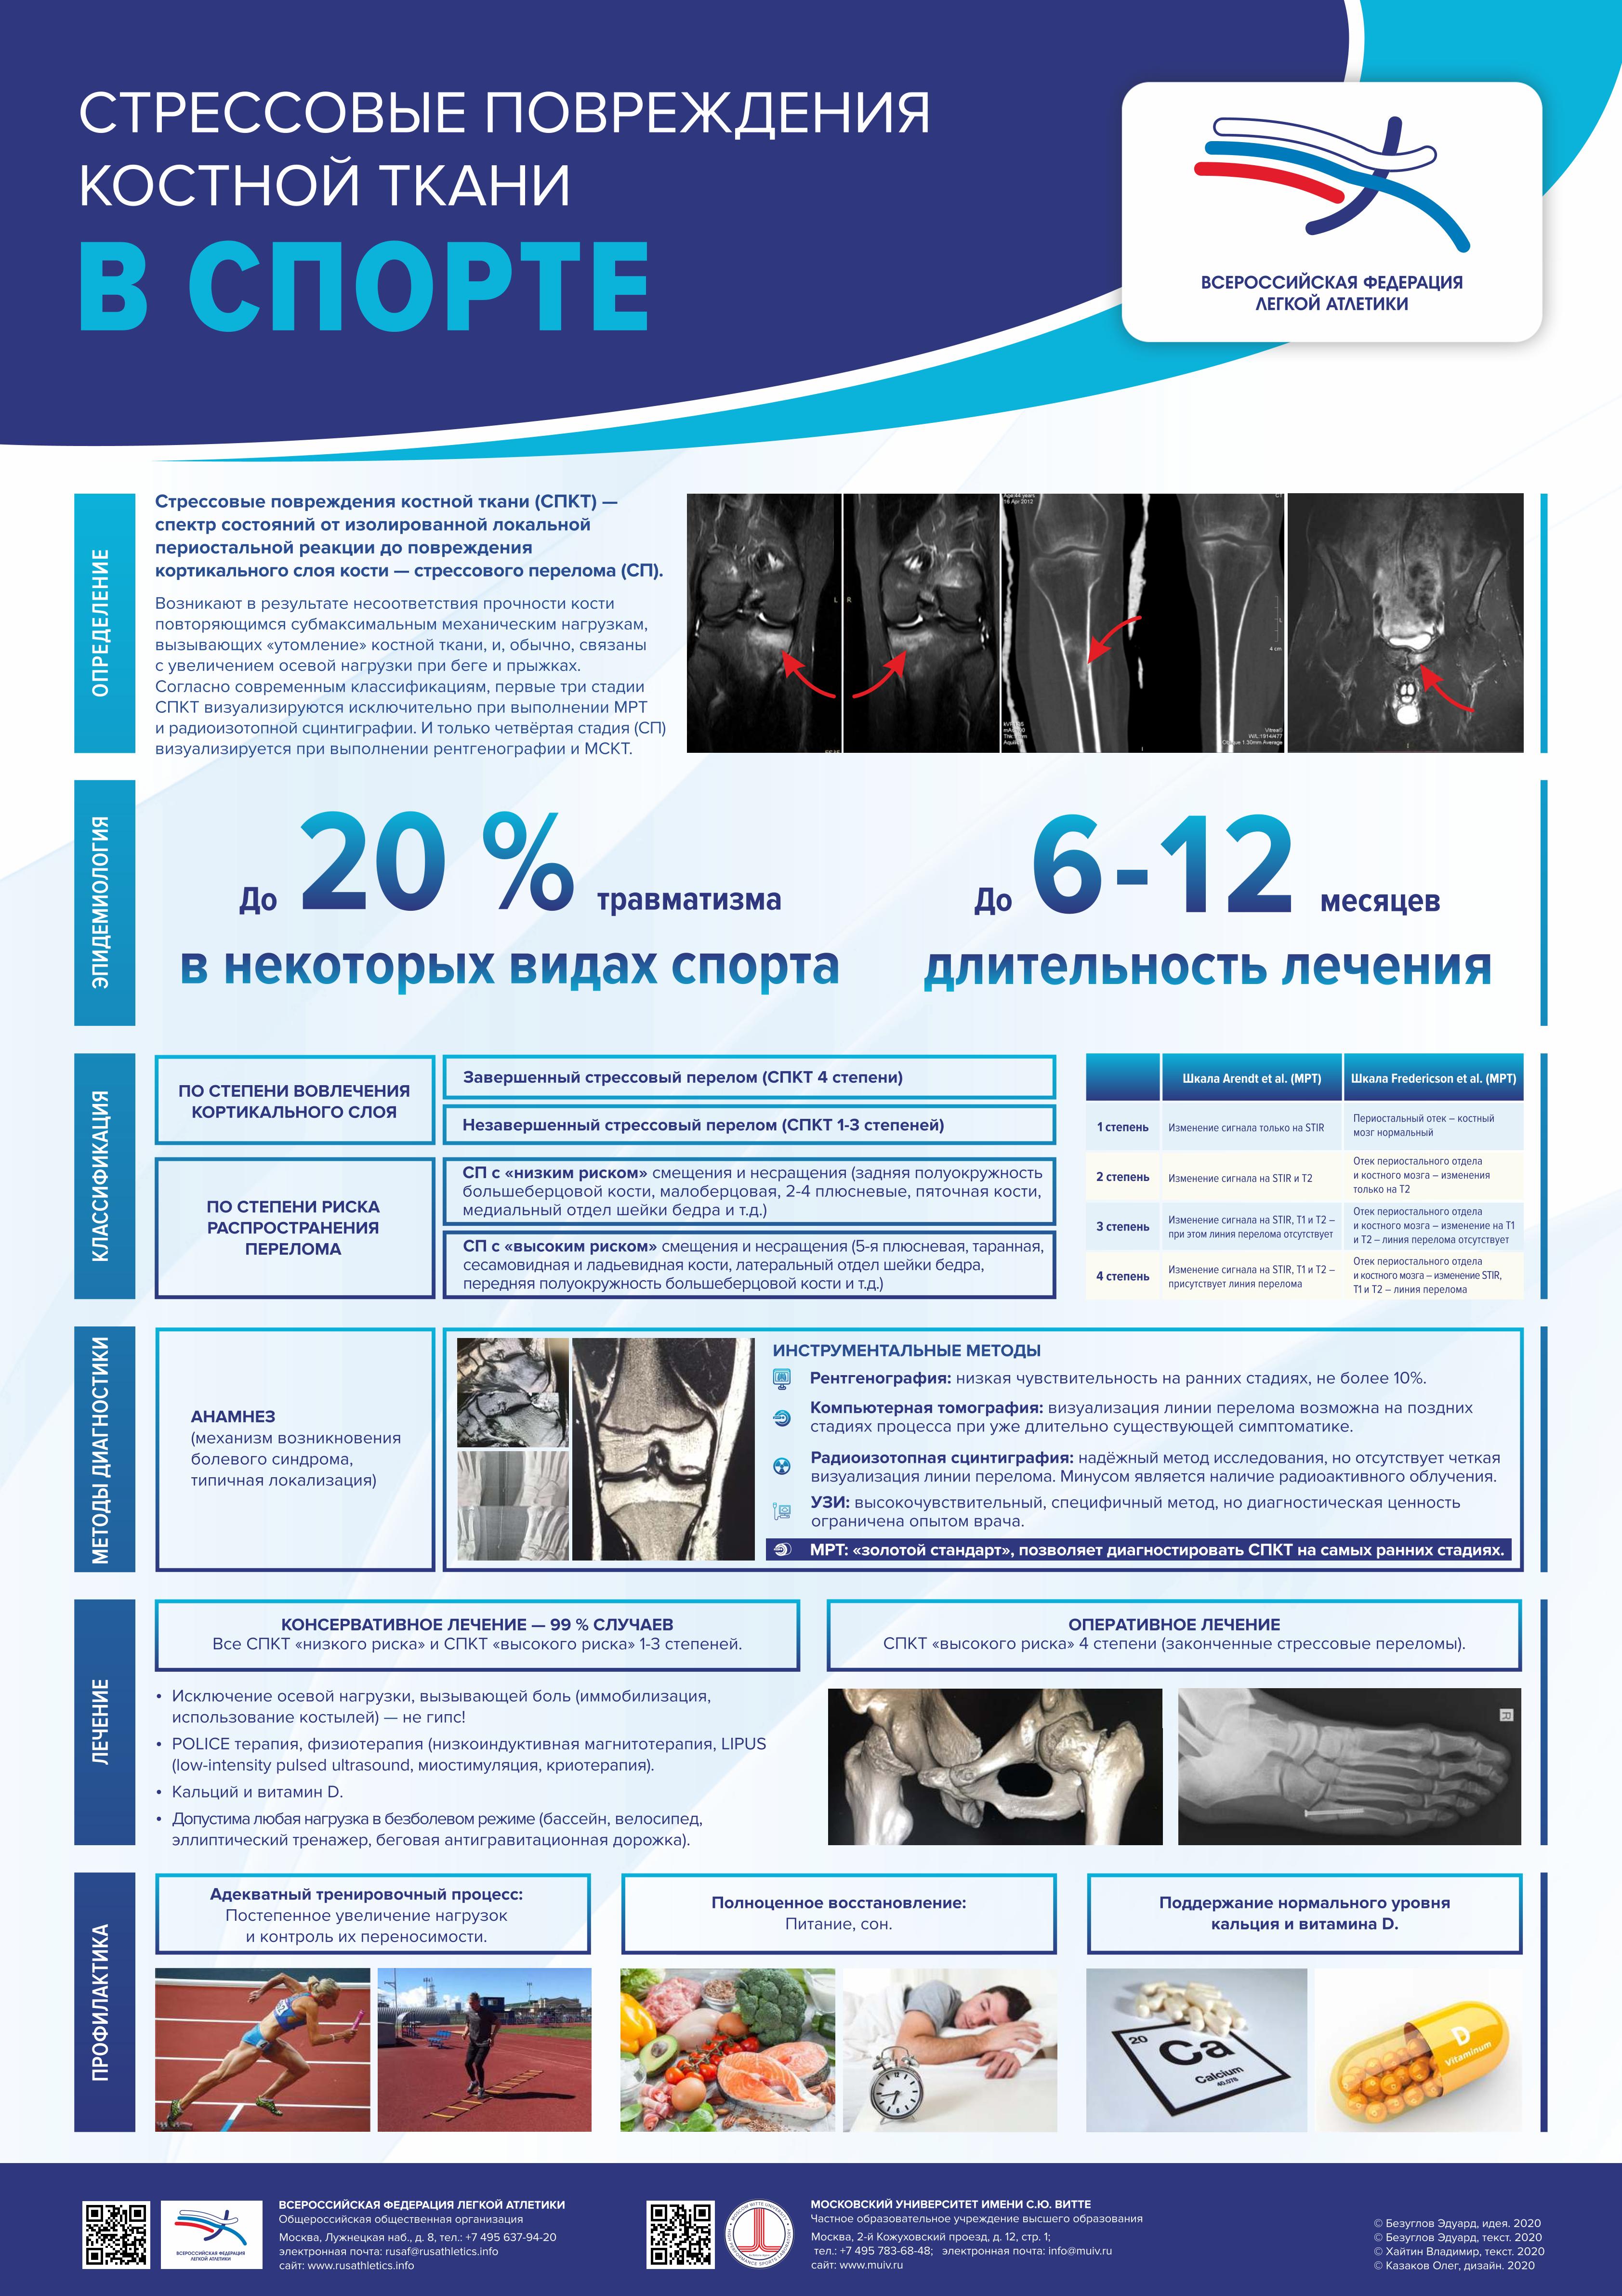 СТРЕССОВЫЕ ПОВРЕЖДЕНИЯ
КОСТНОЙ ТКАНИ
В СПОРТЕ
ВСЕРОССИЙСКАЯ ФЕДЕРАЦИЯ
ЛЕГКОЙ АТЛЕТИКИ
ОПРЕДЕЛЕНИЕ
Стрессовые повреждения костной ткани (СПКТ) —
спектр состояний от изолированной локальной
периостальной реакции до повреждения
кортикального слоя кости — стрессового перелома (СП).
Возникают в результате несоответствия прочности кости
повторяющимся субмаксимальным механическим нагрузкам,
вызывающих «утомление» костной ткани, и, обычно, связаны
с увеличением осевой нагрузки при беге и прыжках.
Согласно современным классификациям, первые три стадии
СПКТ визуализируются исключительно при выполнении МРТ
и радиоизотопной сцинтиграфии. И только четвёртая стадия (СП)
визуализируется при выполнении рентгенографии и МСКТ.
L R
16 Apr 2012
4 cm
L
ЭПИДЕМИОЛОГИЯ
До 20 % травматизма
в некоторых видах спорта
До 6-12 месяцев
длительность лечения
КЛАССИФИКАЦИЯ
ПО СТЕПЕНИ ВОВЛЕЧЕНИЯ
КОРТИКАЛЬНОГО СЛОЯ
Завершенный стрессовый перелом (СПКТ 4 степени)
Незавершенный стрессовый перелом (СПКТ 1-3 степеней)
ПО СТЕПЕНИ РИСКА
РАСПРОСТРАНЕНИЯ
ПЕРЕЛОМА
СП с «низким риском» смещения и несращения (задняя полуокружность
большеберцовой кости, малоберцовая, 2-4 плюсневые, пяточная кости,
медиальный отдел шейки бедра и т.д.)
СП с «высоким риском» смещения и несращения (5-я плюсневая, таранная,
сесамовидная и ладьевидная кости, латеральный отдел шейки бедра,
передняя полуокружность большеберцовой кости и т.д.)
Шкала Arendt et al. (МРТ) Шкала Fredericson et al. (МРТ)
1 степень
Изменение сигнала только на STIR
Периостальный отек – костный
мозг нормальный
2 степень
Изменение сигнала на STIR и T2
Отек периостального отдела
и костного мозга – изменения
только на T2
3 степень
Изменение сигнала на STIR, T1 и T2 –
при этом линия перелома отсутствует
Отек периостального отдела
и костного мозга – изменение на T1
и T2 – линия перелома отсутствует
4 степень
Изменение сигнала на STIR, T1 и T2 –
присутствует линия перелома
Отек периостального отдела
и костного мозга – изменение STIR,
T1 и T2 – линия перелома
МЕТОДЫ ДИАГНОСТИКИ
АНАМНЕЗ
(механизм возникновения
болевого синдрома,
типичная локализация)
ИНСТРУМЕНТАЛЬНЫЕ МЕТОДЫ
Рентгенография: низкая чувствительность на ранних стадиях, не более 10%.
Компьютерная томография: визуализация линии перелома возможна на поздних
стадиях процесса при уже длительно существующей симптоматике.
Радиоизотопная сцинтиграфия: надёжный метод исследования, но отсутствует четкая
визуализация линии перелома. Минусом является наличие радиоактивного облучения.
УЗИ: высокочувствительный, специфичный метод, но диагностическая ценность
ограничена опытом врача.
МРТ: «золотой стандарт», позволяет диагностировать СПКТ на самых ранних стадиях.
ЛЕЧЕНИЕ
КОНСЕРВАТИВНОЕ ЛЕЧЕНИЕ — 99 % СЛУЧАЕВ
Все СПКТ «низкого риска» и СПКТ «высокого риска» 1-3 степеней.
• Исключение осевой нагрузки, вызывающей боль (иммобилизация,
использование костылей) — не гипс!
• POLICE терапия, физиотерапия (низкоиндуктивная магнитотерапия, LIPUS
(low-intensity pulsed ultrasound, миостимуляция, криотерапия).
• Кальций и витамин D.
• Допустима любая нагрузка в безболевом режиме (бассейн, велосипед,
эллиптический тренажер, беговая антигравитационная дорожка).
ОПЕРАТИВНОЕ ЛЕЧЕНИЕ
СПКТ «высокого риска» 4 степени (законченные стрессовые переломы).
R
ПРОФИЛАКТИКА
Адекватный тренировочный процесс:
Постепенное увеличение нагрузок
и контроль их переносимости.
Полноценное восстановление:
Питание, сон.
Поддержание нормального уровня
кальция и витамина D.
20
Ca
Calcium
40.078
D
Vitaminum
ВСЕРОССИЙСКАЯ ФЕДЕРАЦИЯ
ЛЕГКОЙ АТЛЕТИКИ
ВСЕРОССИЙСКАЯ ФЕДЕРАЦИЯ ЛЕГКОЙ АТЛЕТИКИ
Общероссийская общественная организация
Москва, Лужнецкая наб., д. 8, тел.: +7 495 637-94-20
электронная почта: rusaf@rusathletics.info
сайт: www.rusathletics.info
МОСКОВСКИЙ УНИВЕРСИТЕТ ИМЕНИ С.Ю. ВИТТЕ
Частное образовательное учреждение высшего образования
Москва, 2-й Кожуховский проезд, д. 12, стр. 1;
тел.: +7 495 783-68-48; электронная почта: info@muiv.ru
сайт: www.muiv.ru
© Безуглов Эдуард, идея. 2020
© Безуглов Эдуард, текст. 2020
© Хайтин Владимир, текст. 2020
© Казаков Олег, дизайн. 2020